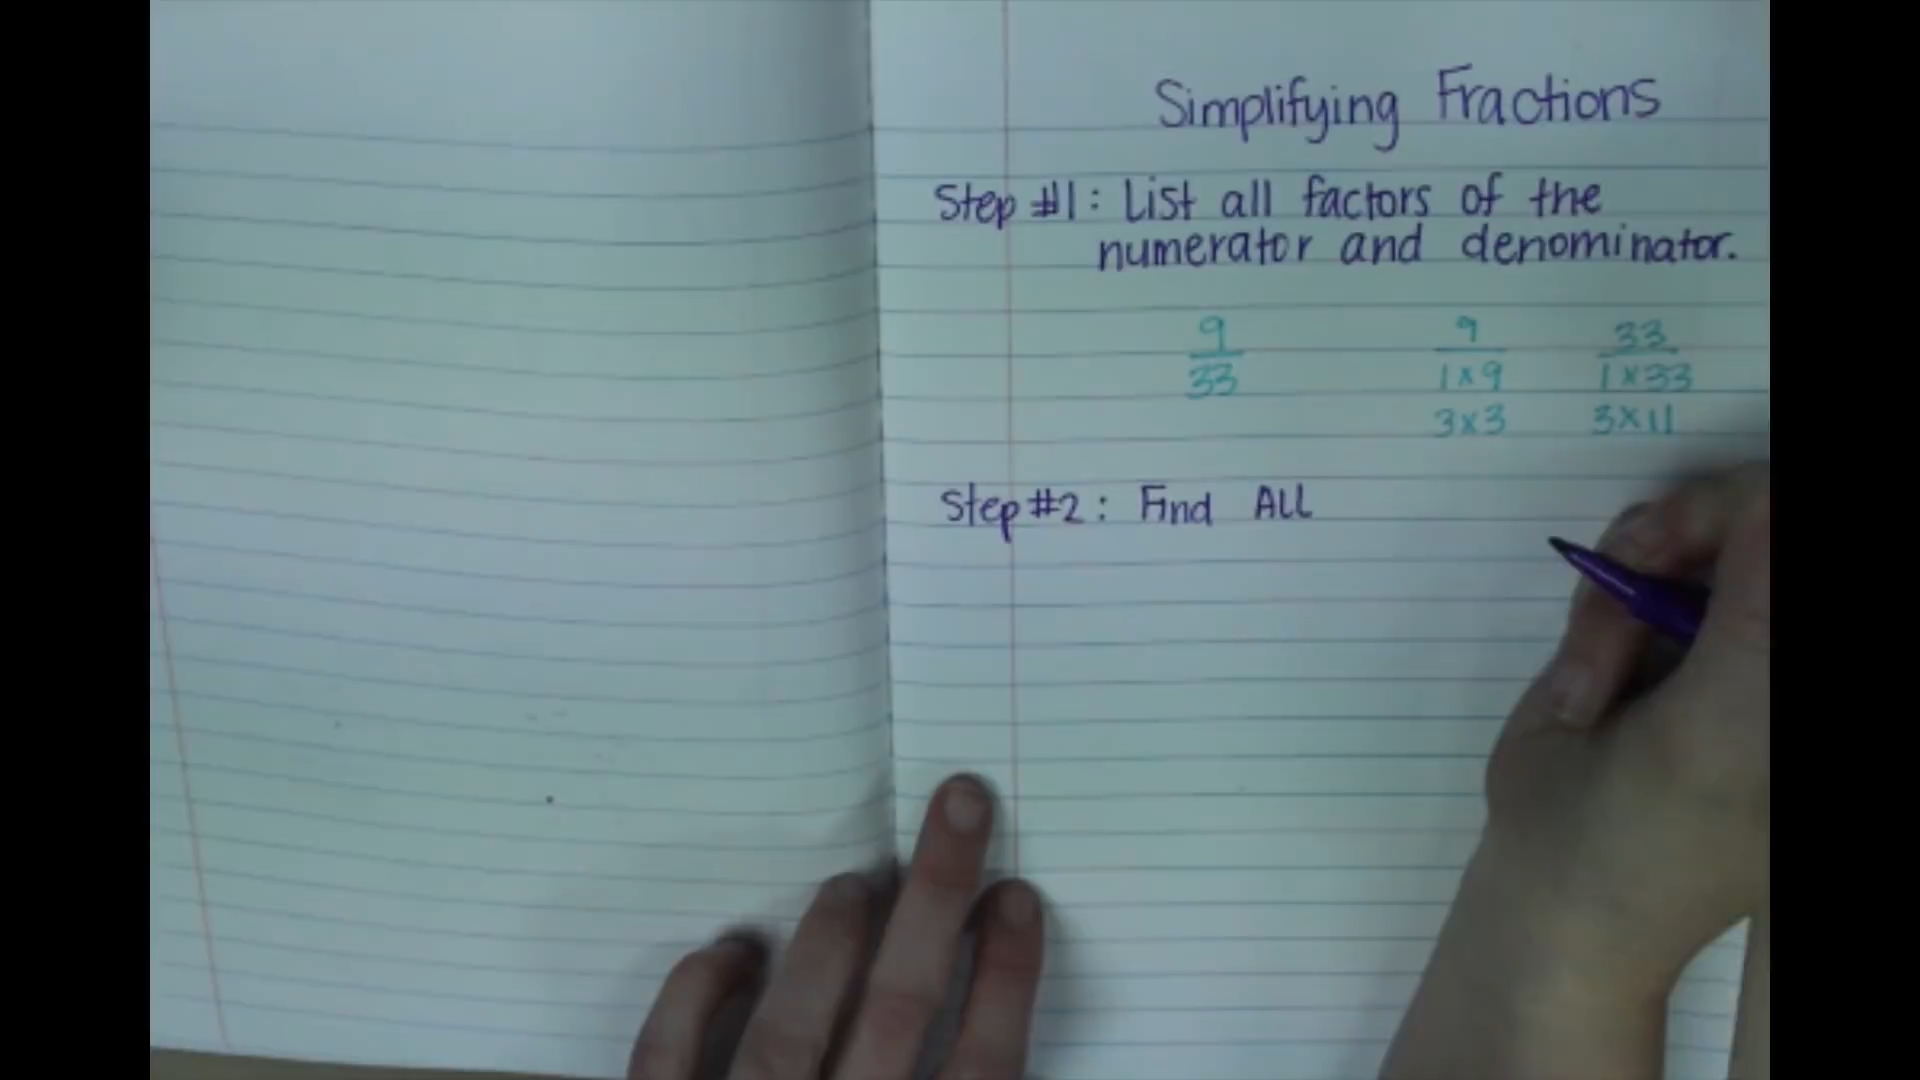 Simplifying Fractions
Step #1: List all factors of the
numerator and denominator.
9 9 33
33 1x9 1x33
3x3 3x11
Step #2: Find ALL